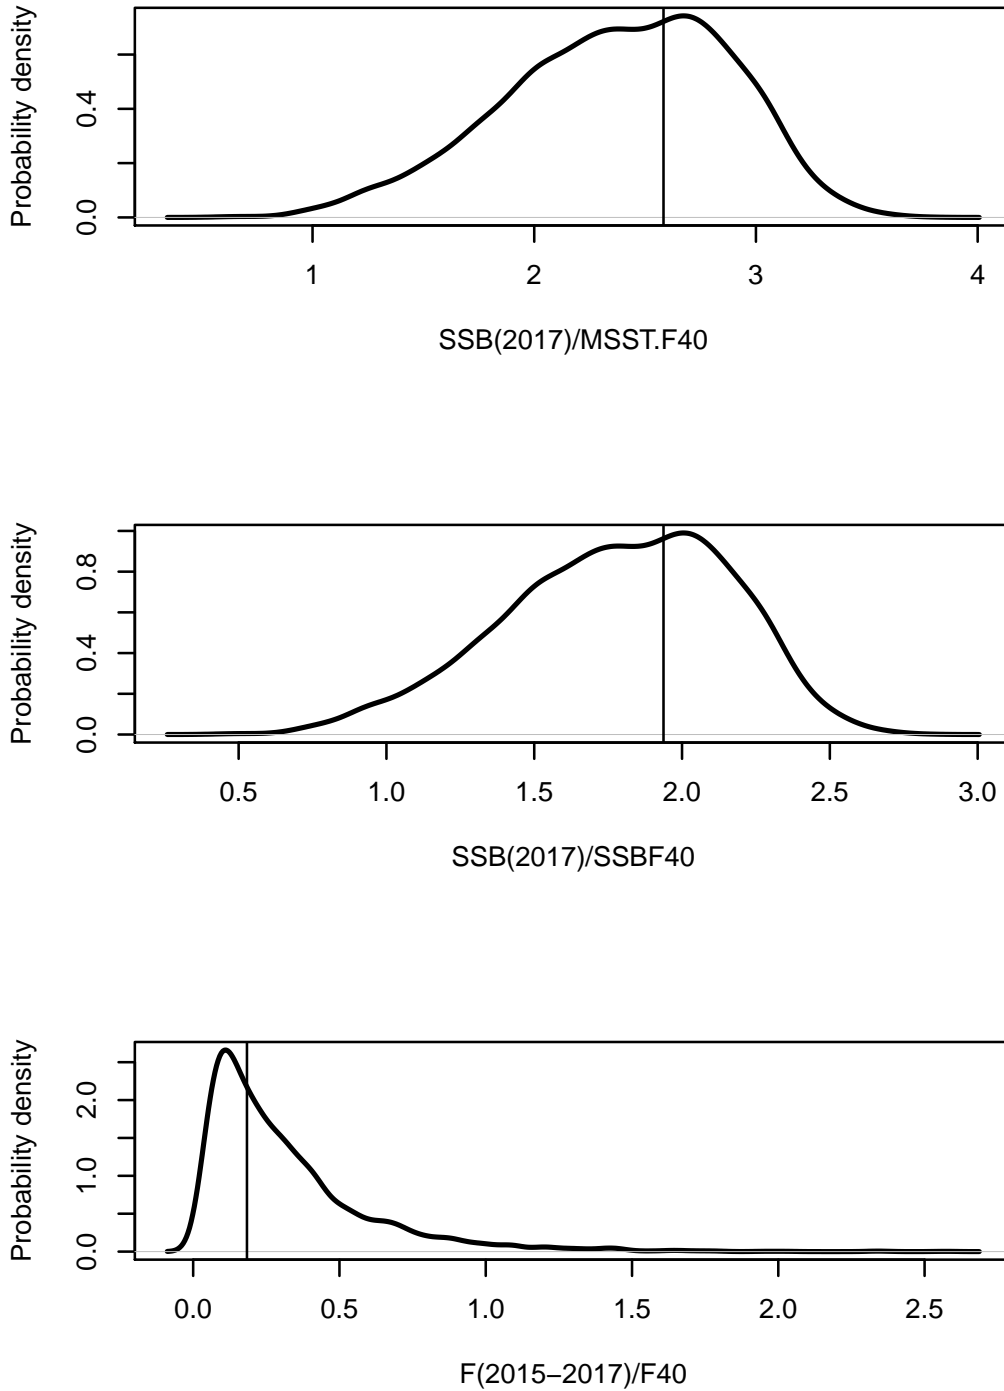 Probability density
0.0 0.4
1 2 3 4
SSB(2017)/MSST.F40
Probability density
0.0 0.4 0.8
0.5 1.0 1.5 2.0 2.5 3.0
SSB(2017)/SSBF40
Probability density
0.0 1.0 2.0
0.0 0.5 1.0 1.5 2.0 2.5
F(2015−2017)/F40